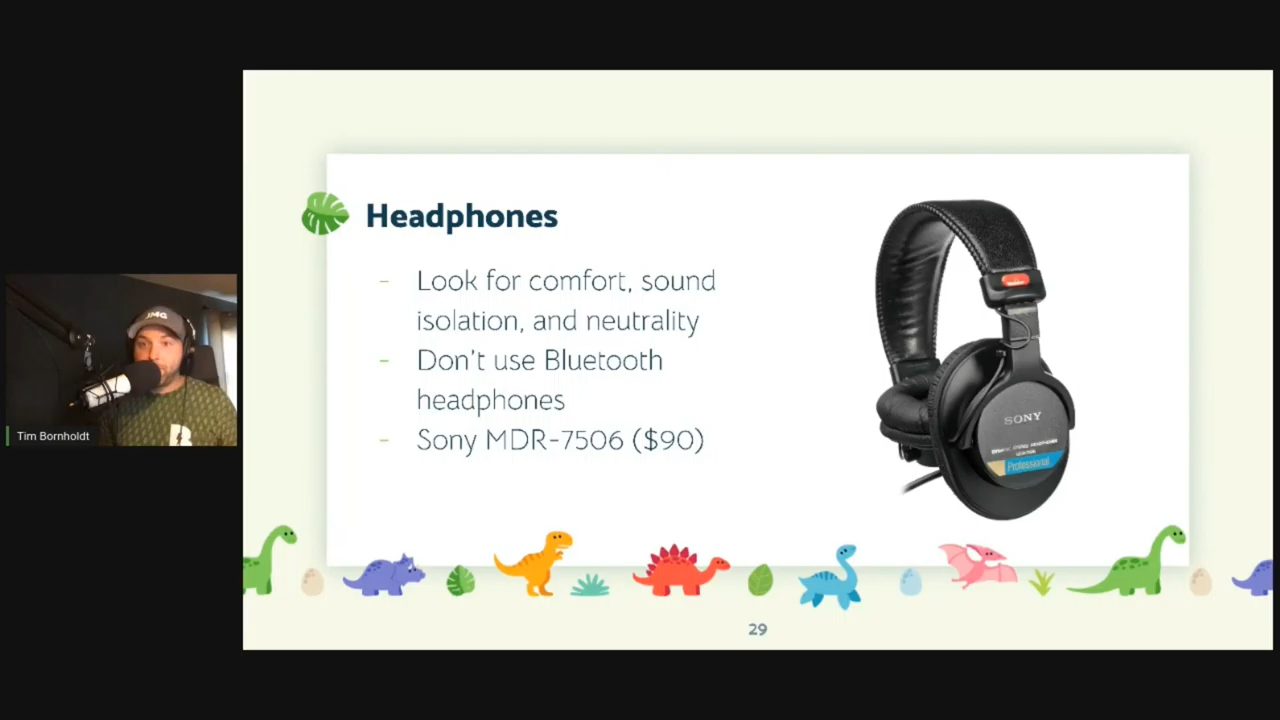 Headphones
- Look for comfort, sound
isolation, and neutrality
- Don't use Bluetooth
headphones
- Sony MDR-7506 ($90)
SONY
Professional
JMG
Tim Bornholdt
29